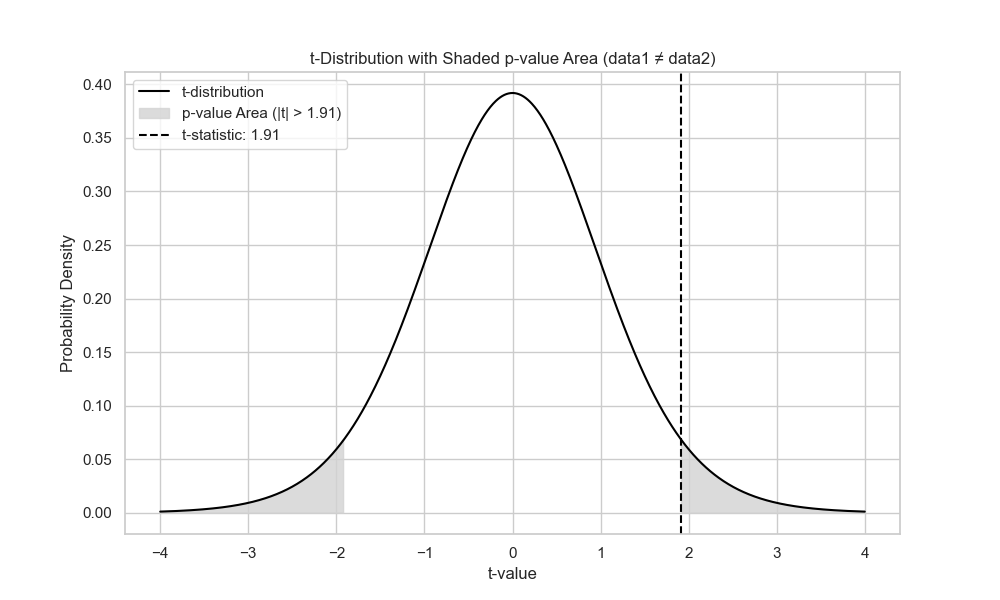 t-Distribution with Shaded p-value Area (data1 ≠ data2)
t-distribution
p-value Area (|t| > 1.91)
t-statistic: 1.91
Probability Density
0.40
0.35
0.30
0.25
0.20
0.15
0.10
0.05
0.00
−4 −3 −2 −1 0 1 2 3 4
t-value